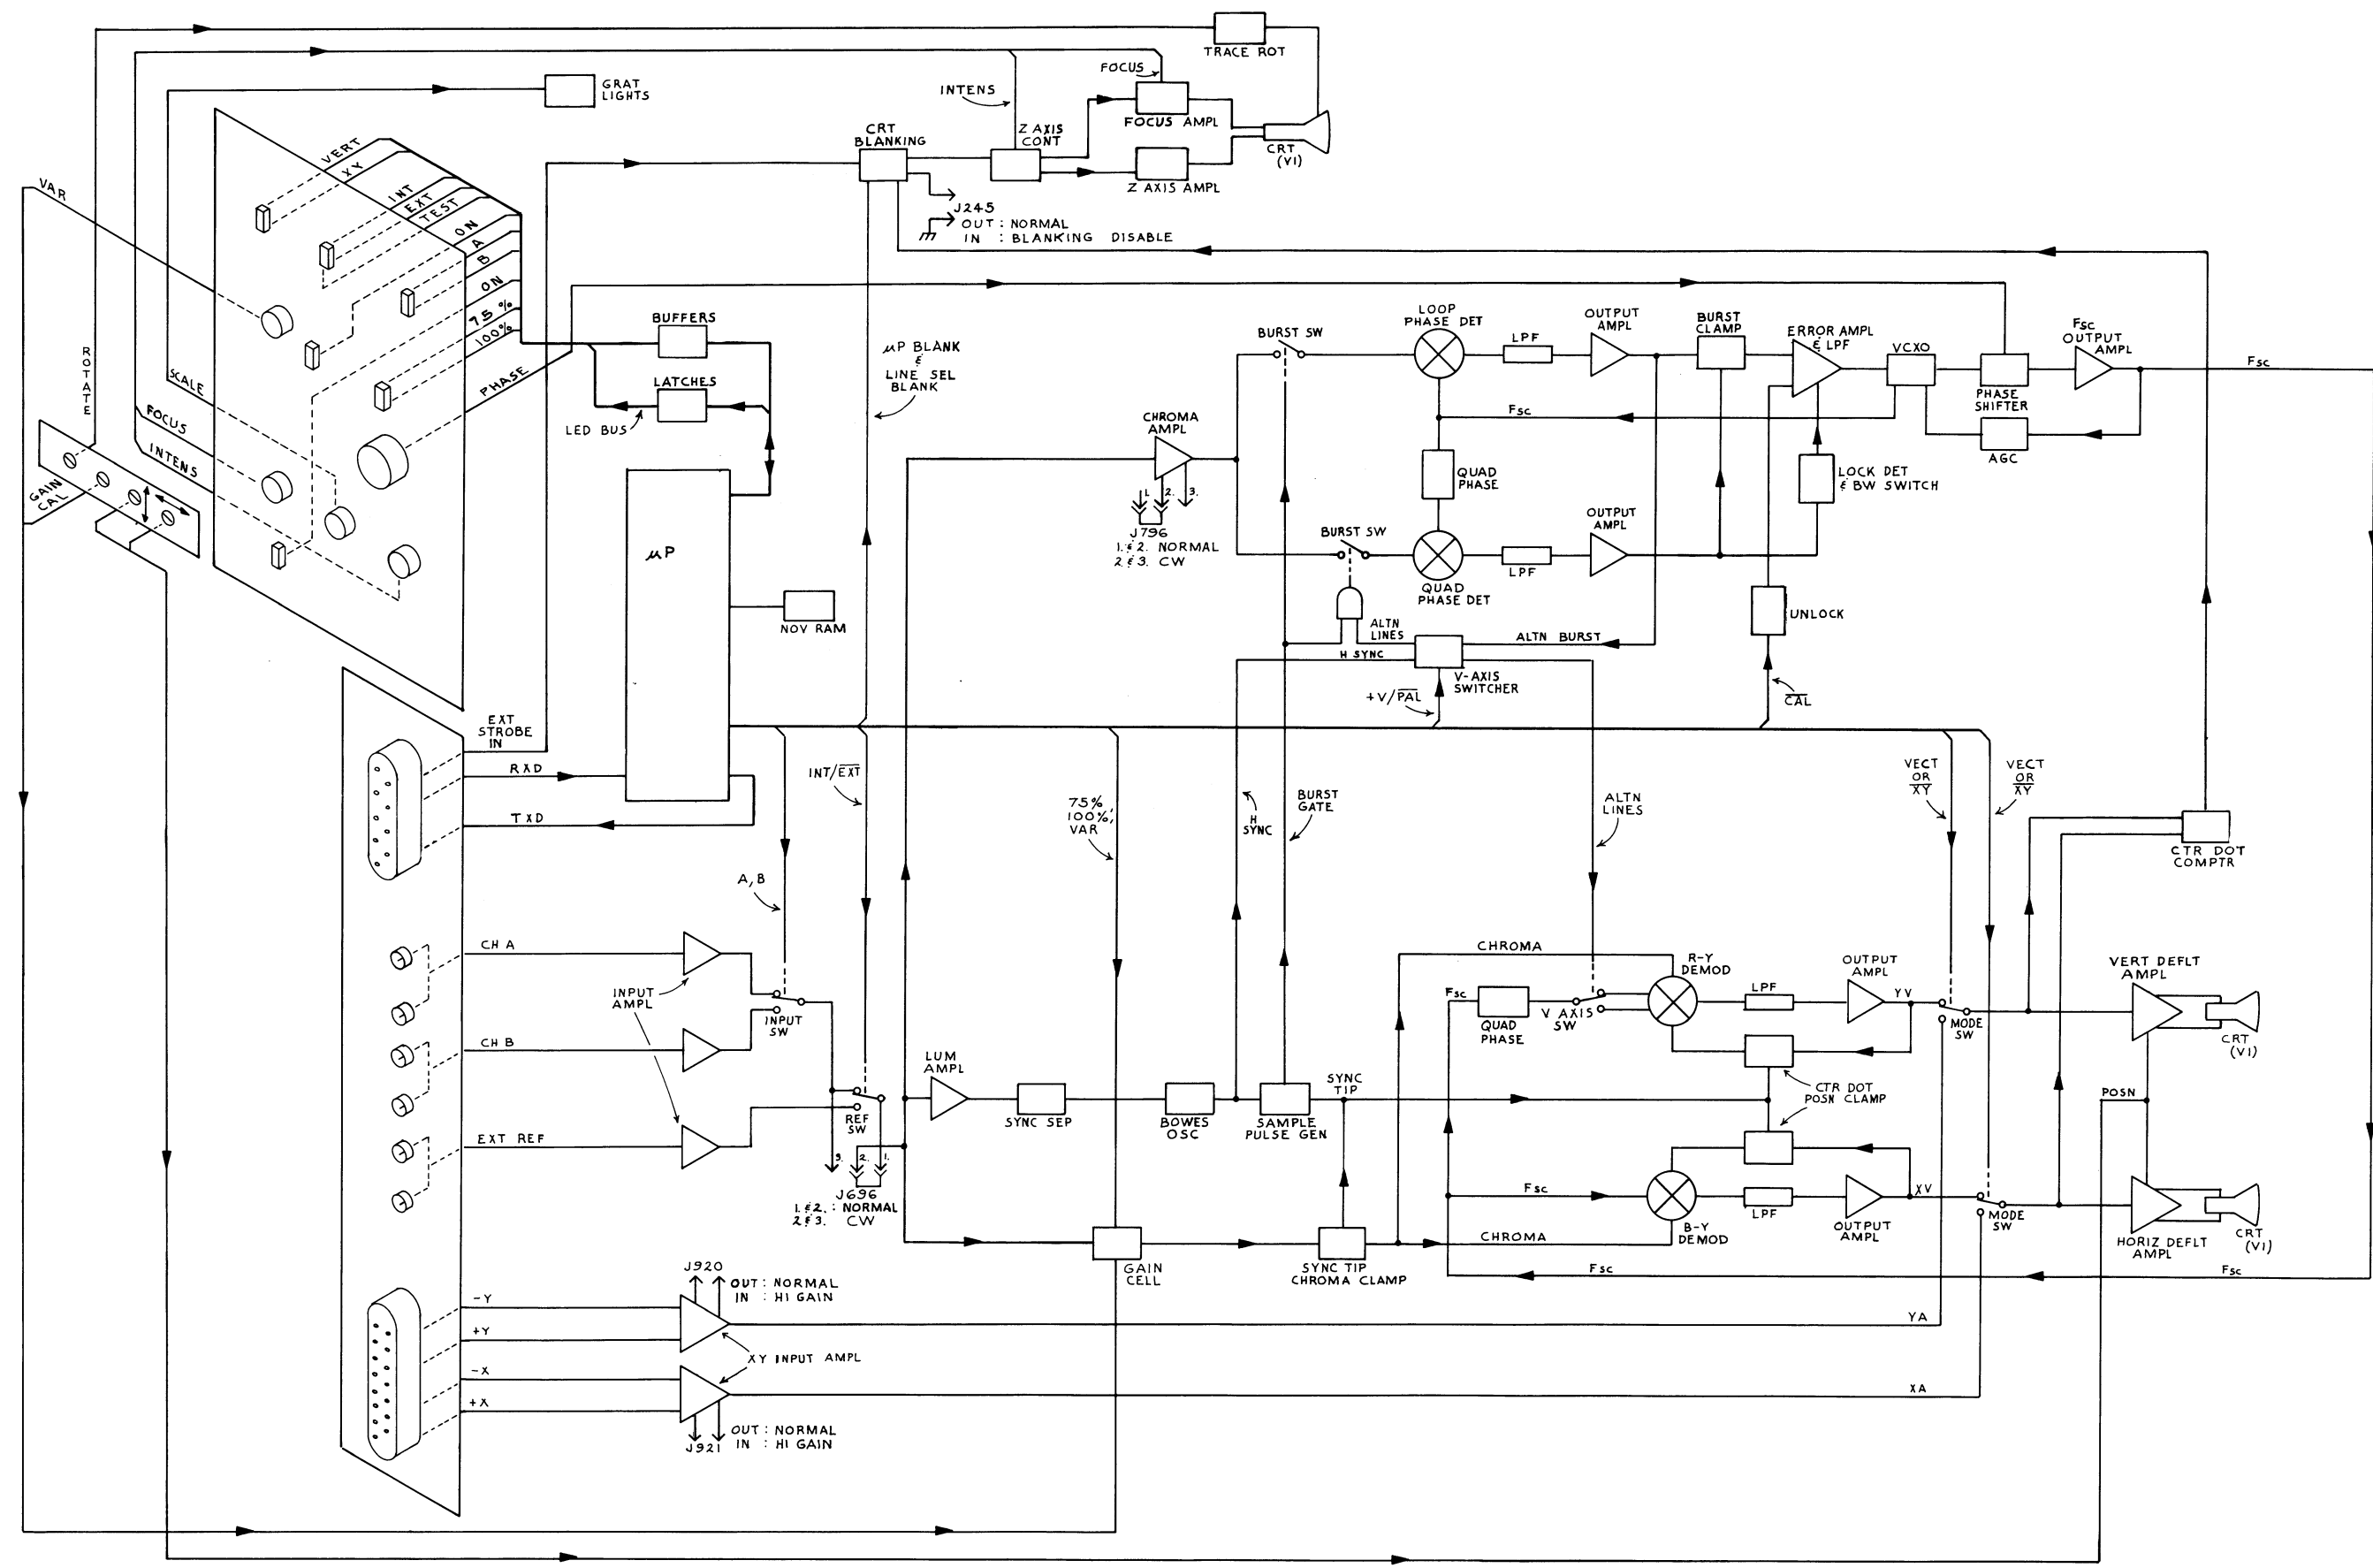 TRACE ROT
FOCUS
GRAT
LIGHTS
INTENS
FOCUS AMPL
CRT
BLANKING
Z AXIS
CONT
CRT
(V1)
Z AXIS AMPL
J245
OUT : NORMAL
IN : BLANKING DISABLE
VERT
XY
INT
EXT
TEST
ON
A
B
ON
75%
100%
PHASE
VAR
ROTATE
SCALE
FOCUS
INTENS
GAIN
CAL
BUFFERS
LATCHES
LED BUS
μP BLANK
&
LINE SEL
BLANK
μP
NOV RAM
BURST SW
LOOP
PHASE DET
LPF
OUTPUT
AMPL
BURST
CLAMP
ERROR AMPL
& LPF
VCXO
PHASE
SHIFTER
Fsc
OUTPUT
AMPL
Fsc
AGC
Fsc
CHROMA
AMPL
1.
2.
3.
J796
1. & 2. NORMAL
2 & 3. CW
QUAD
PHASE
LOCK DET
& BW SWITCH
BURST SW
OUTPUT
AMPL
LPF
QUAD
PHASE DET
UNLOCK
ALTN
LINES
ALTN BURST
H SYNC
V-AXIS
SWITCHER
+V/PAL
CAL
EXT
STROBE
IN
RXD
TXD
INT/EXT
A, B
75%
100%,
VAR
H
SYNC
BURST
GATE
ALTN
LINES
VECT
OR
XY
VECT
OR
XY
CTR DOT
COMPTR
CH A
INPUT
AMPL
INPUT
SW
CH B
EXT REF
REF
SW
3.
2.
1.
J696
1. & 2. : NORMAL
2 & 3. CW
LUM
AMPL
SYNC SEP
BOWES
OSC
SAMPLE
PULSE GEN
SYNC
TIP
CHROMA
Fsc
QUAD
PHASE
V AXIS
SW
R-Y
DEMOD
LPF
OUTPUT
AMPL
YV
MODE
SW
VERT DEFLT
AMPL
CRT
(V1)
CTR DOT
POSN CLAMP
POSN
Fsc
B-Y
DEMOD
LPF
OUTPUT
AMPL
XV
MODE
SW
HORIZ DEFLT
AMPL
CRT
(V1)
GAIN
CELL
SYNC TIP
CHROMA CLAMP
CHROMA
Fsc
Fsc
J920
OUT : NORMAL
IN : HI GAIN
-Y
+Y
-X
+X
XY INPUT AMPL
YA
XA
J921
OUT : NORMAL
IN : HI GAIN